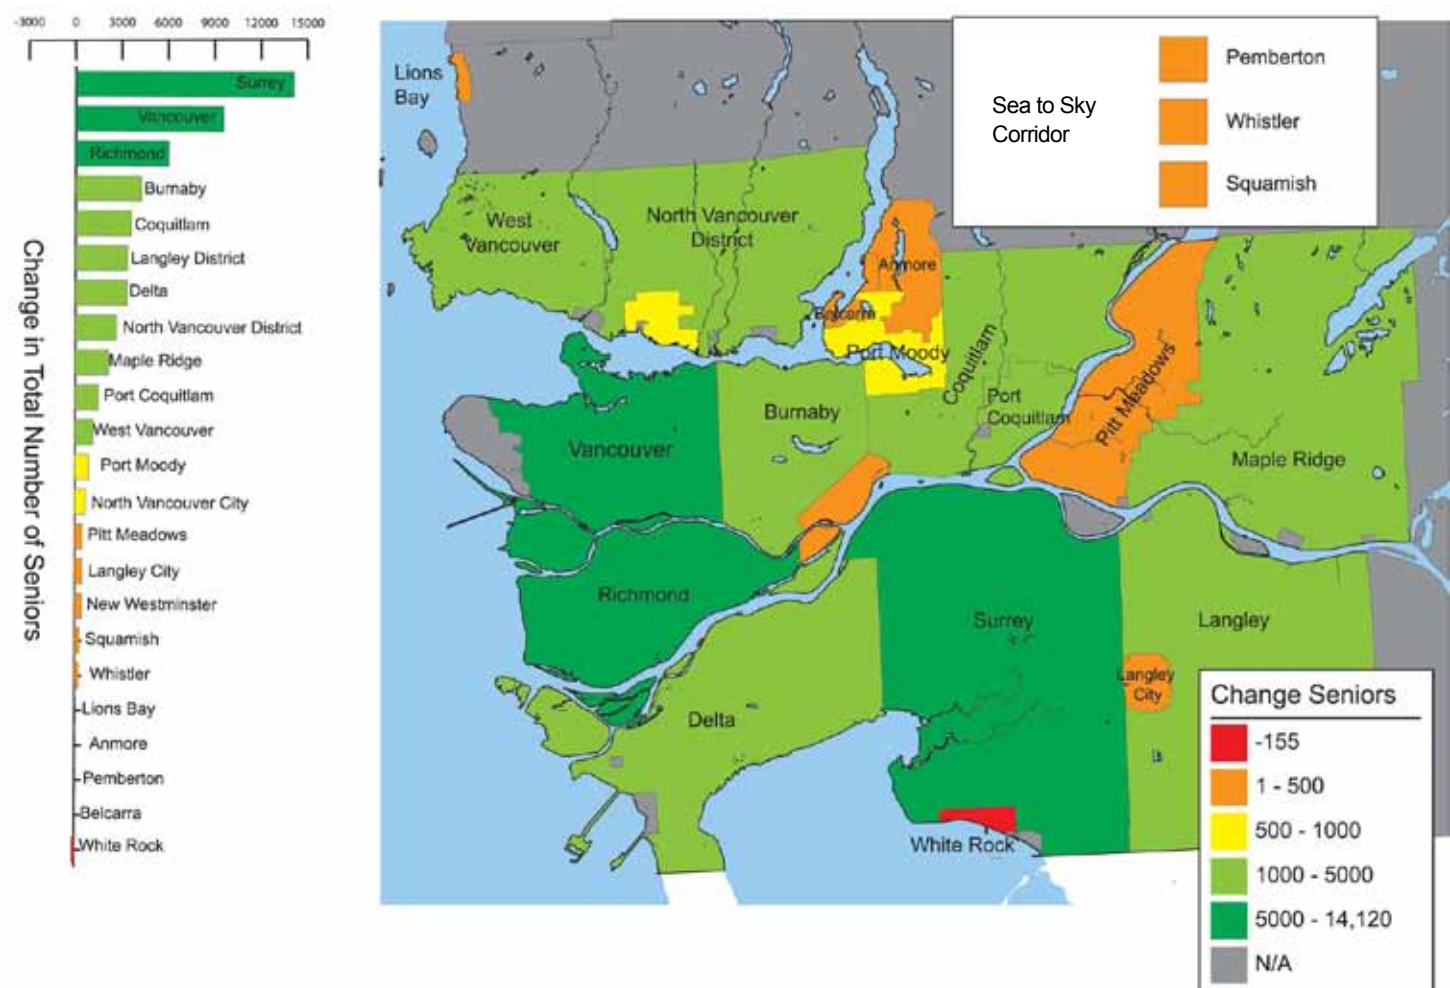 -3000 0 3000 6000 9000 12000 15000
Change in Total Number of Seniors
Surrey
Vancouver
Richmond
Burnaby
Coquitlam
Langley District
Delta
North Vancouver District
Maple Ridge
Port Coquitlam
West Vancouver
Port Moody
North Vancouver City
Pitt Meadows
Langley City
New Westminster
Squamish
Whistler
Lions Bay
Anmore
Pemberton
Belcarra
White Rock
Lions
Bay
Sea to Sky
Corridor
Pemberton
Whistler
Squamish
West
Vancouver
North Vancouver
District
Anmore
Belcarra
Port Moody
Coquitlam
Port
Coquitlam
Pitt Meadows
Burnaby
Vancouver
Maple Ridge
Richmond
Surrey
Langley
Langley
City
Delta
White Rock
Change Seniors
-155
1 - 500
500 - 1000
1000 - 5000
5000 - 14,120
N/A